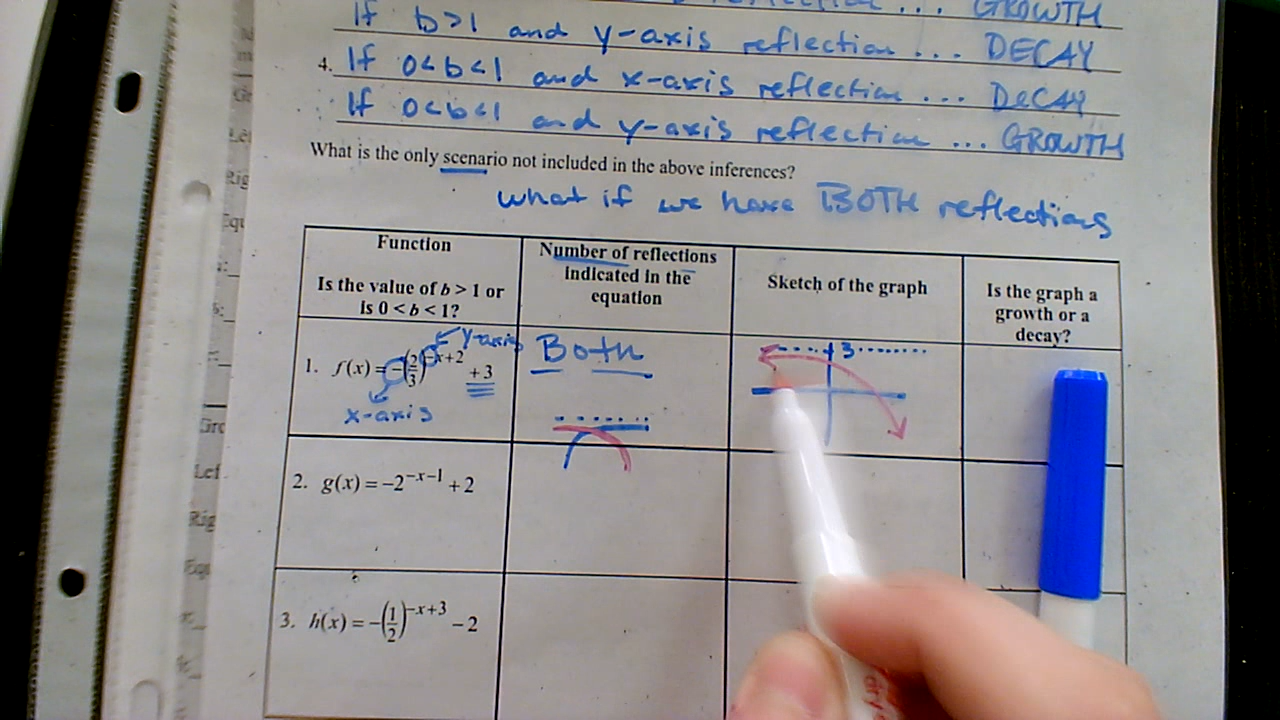 reflection ... GROWTH
If b>1 and y-axis reflection ... DECAY
4. If 0<b<1 and x-axis reflection ... DECAY
If 0<b<1 and y-axis reflection ... GROWTH
What is the only scenario not included in the above inferences?
what if we have BOTH reflections
Function
Is the value of b > 1 or
is 0 < b < 1?
Number of reflections
indicated in the
equation
Sketch of the graph
Is the graph a
growth or a
decay?
y-axis
1. f(x) = -(2/3)^(-x+2) + 3
x-axis
Both
3
2. g(x) = -2^(-x-1) + 2
3. h(x) = -(1/2)^(-x+3) - 2